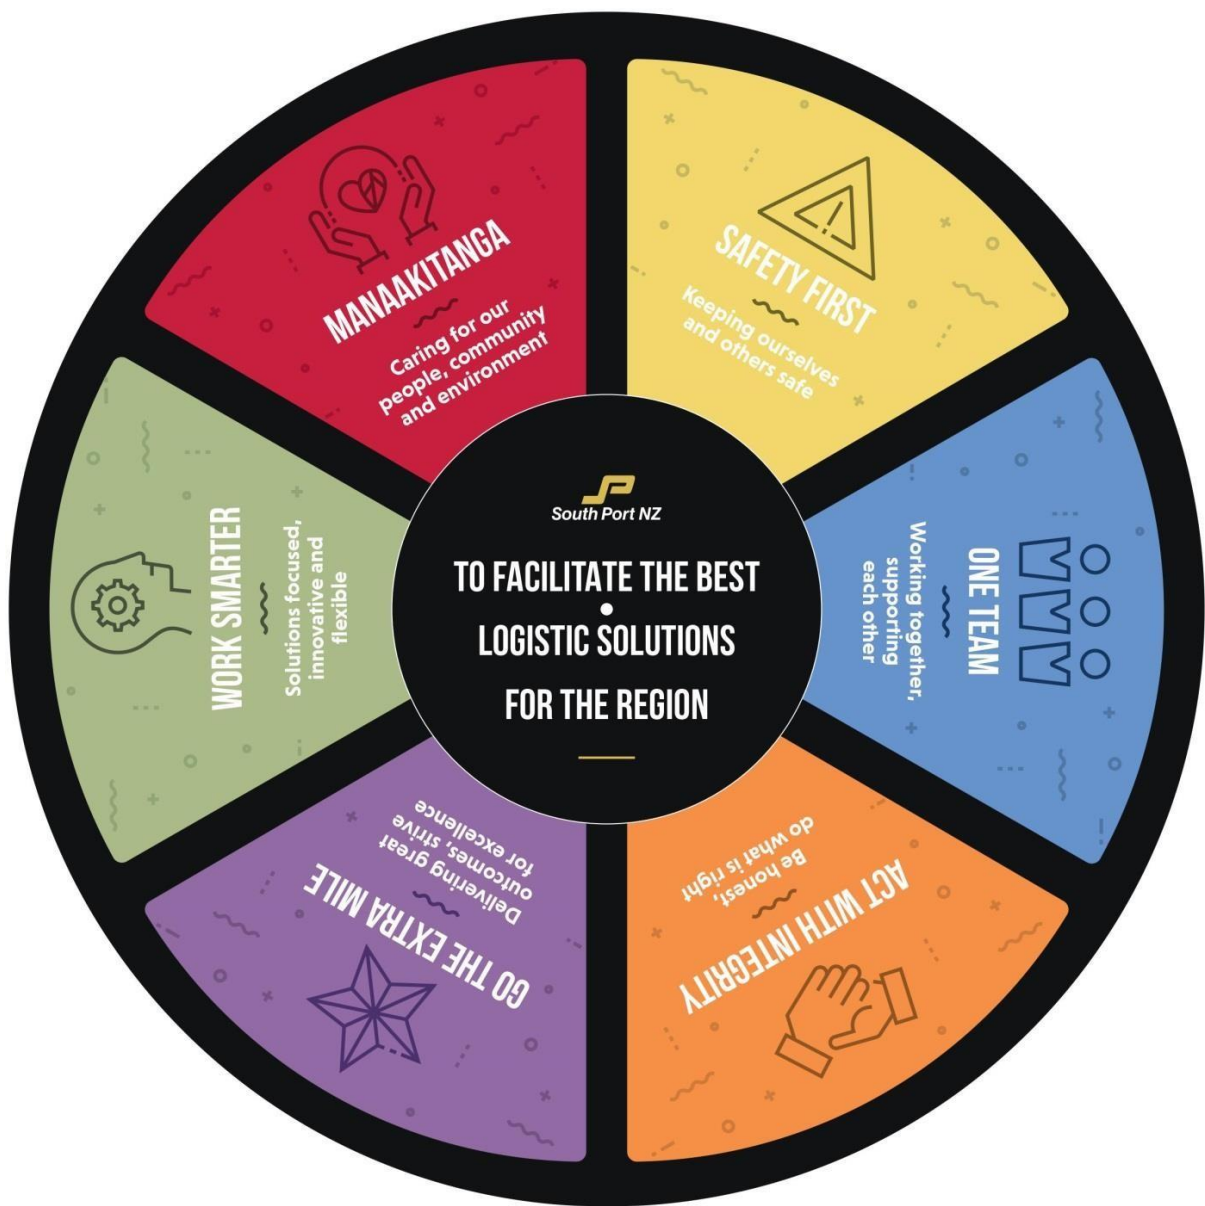 South Port NZ
TO FACILITATE THE BEST
LOGISTIC SOLUTIONS
FOR THE REGION
SAFETY FIRST
Keeping ourselves
and others safe
ONE TEAM
Working together,
supporting
each other
ACT WITH INTEGRITY
Be honest,
do what is right
GO THE EXTRA MILE
Delivering great
outcomes, strive
for excellence
WORK SMARTER
Solutions focused,
innovative and
flexible
MANAAKITANGA
Caring for our
people, community
and environment